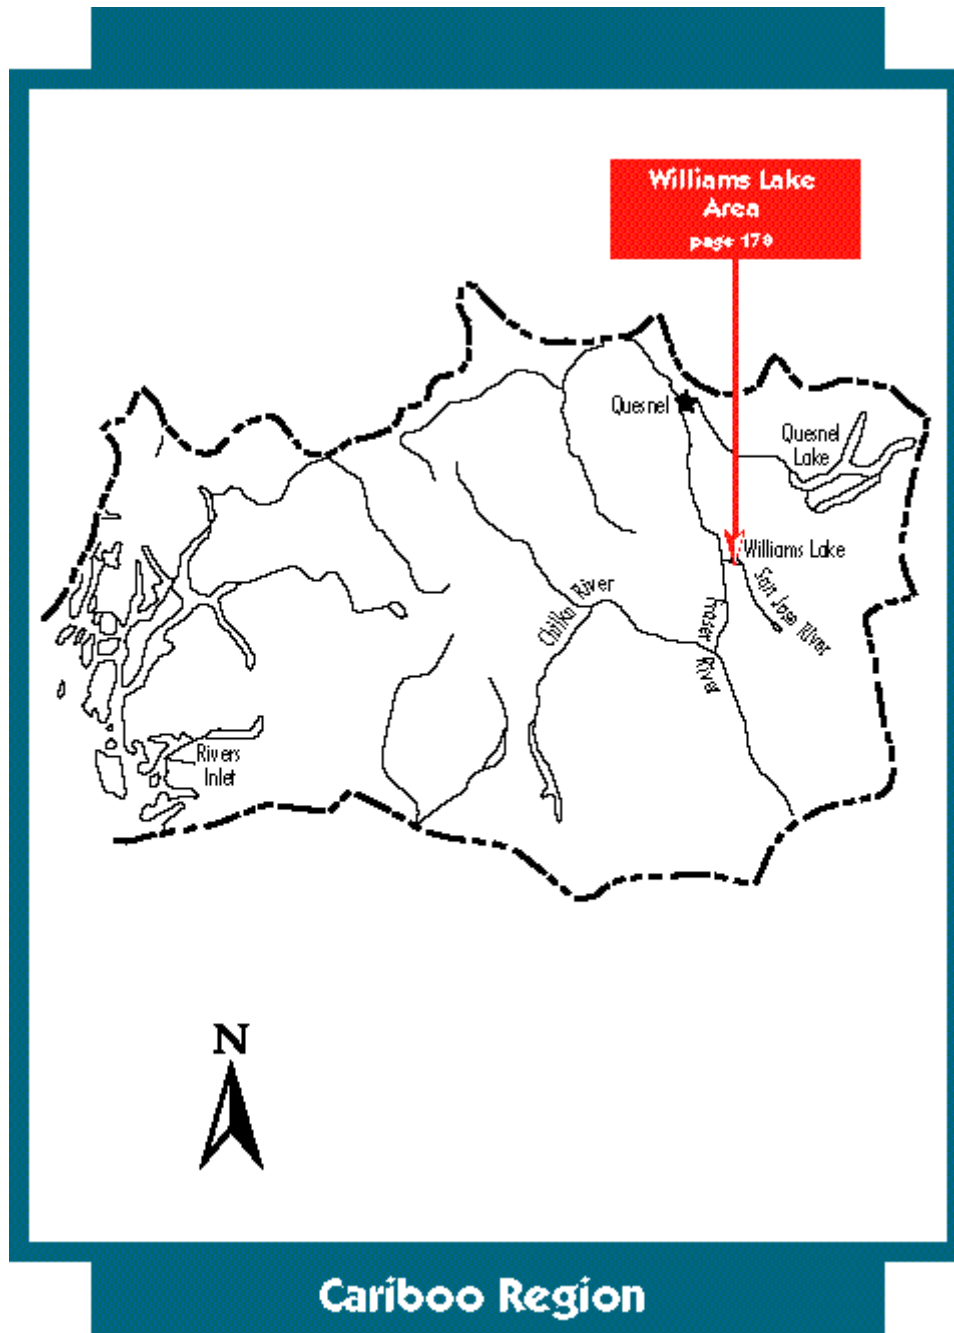 Williams Lake
Area
page 178
Quesnel
Quesnel
Lake
Williams Lake
San Jose River
Chilko River
Fraser River
Rivers
Inlet
N
Cariboo Region